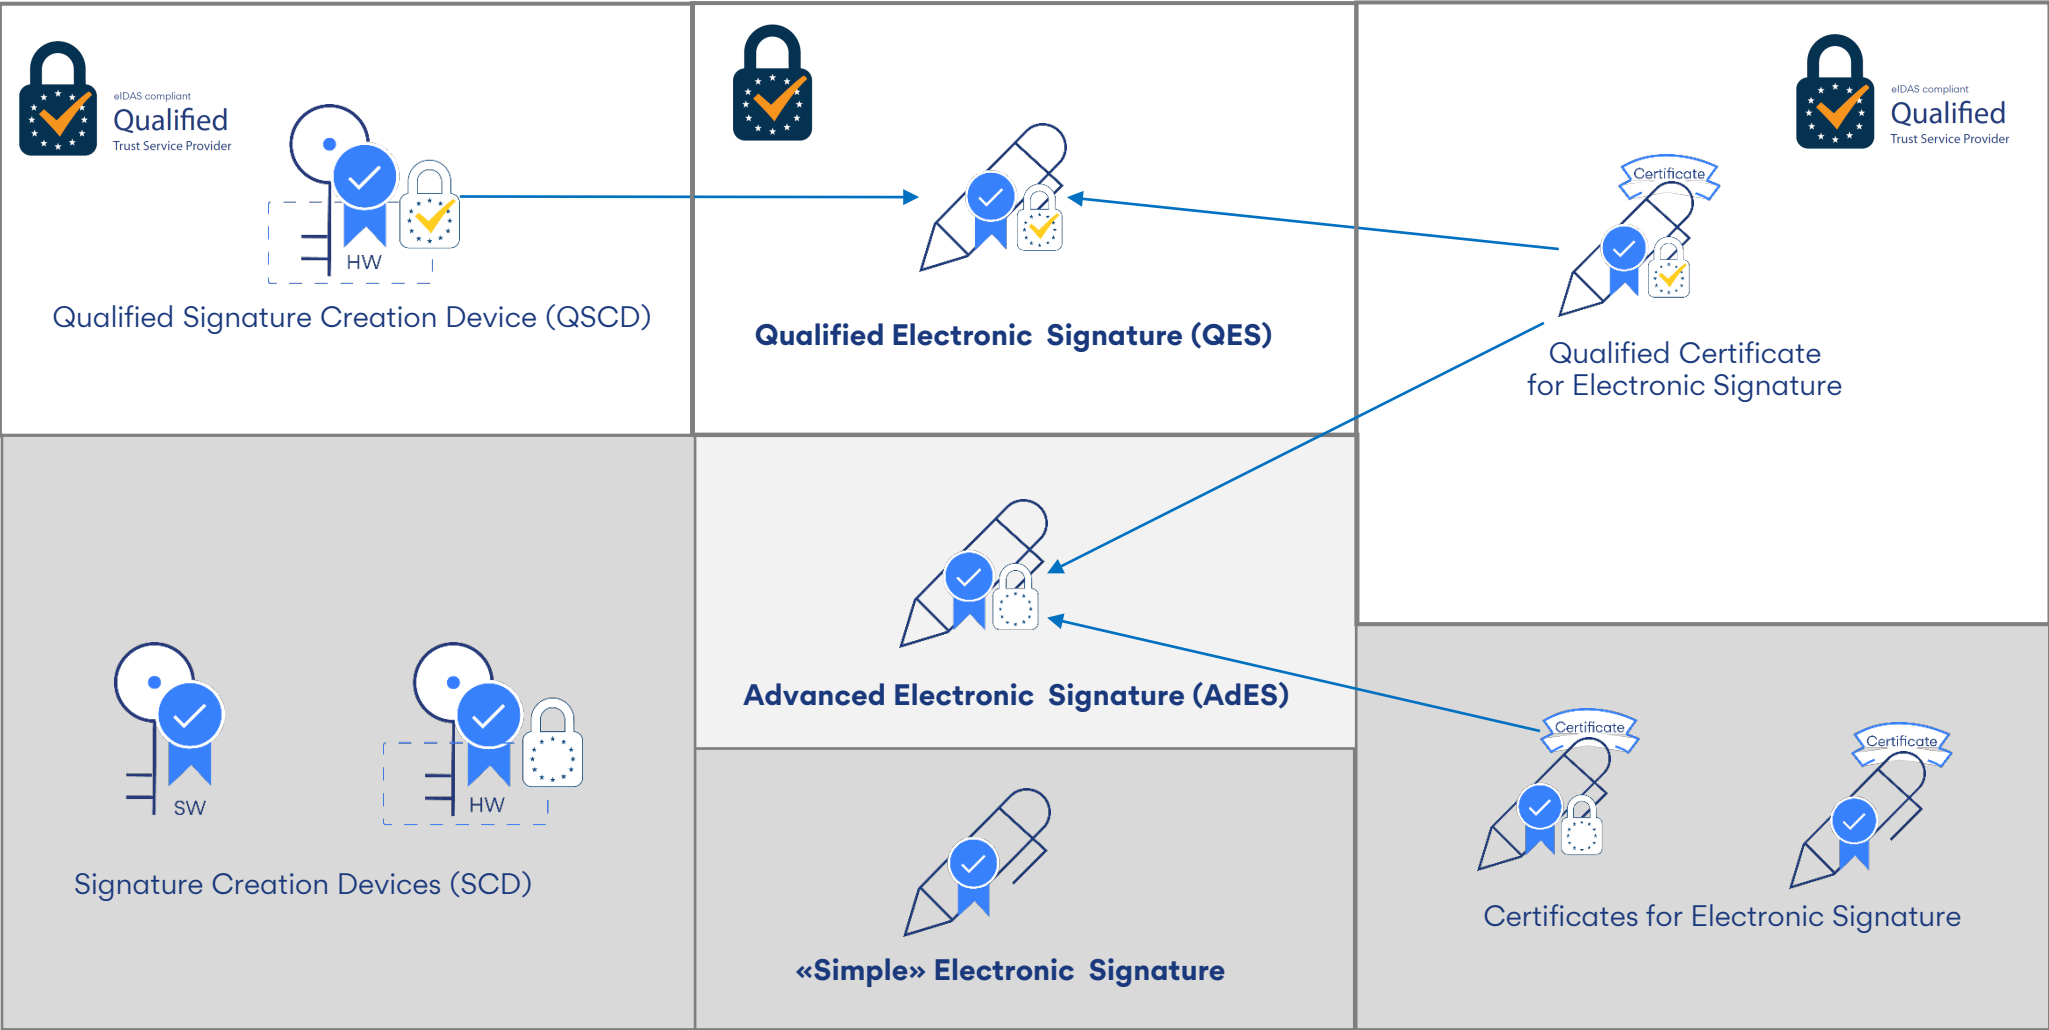 eIDAS compliant
Qualified
Trust Service Provider
HW
Qualified Signature Creation Device (QSCD)
Qualified Electronic Signature (QES)
eIDAS compliant
Qualified
Trust Service Provider
Certificate
Qualified Certificate
for Electronic Signature
SW
HW
Signature Creation Devices (SCD)
Advanced Electronic Signature (AdES)
«Simple» Electronic Signature
Certificate
Certificate
Certificates for Electronic Signature